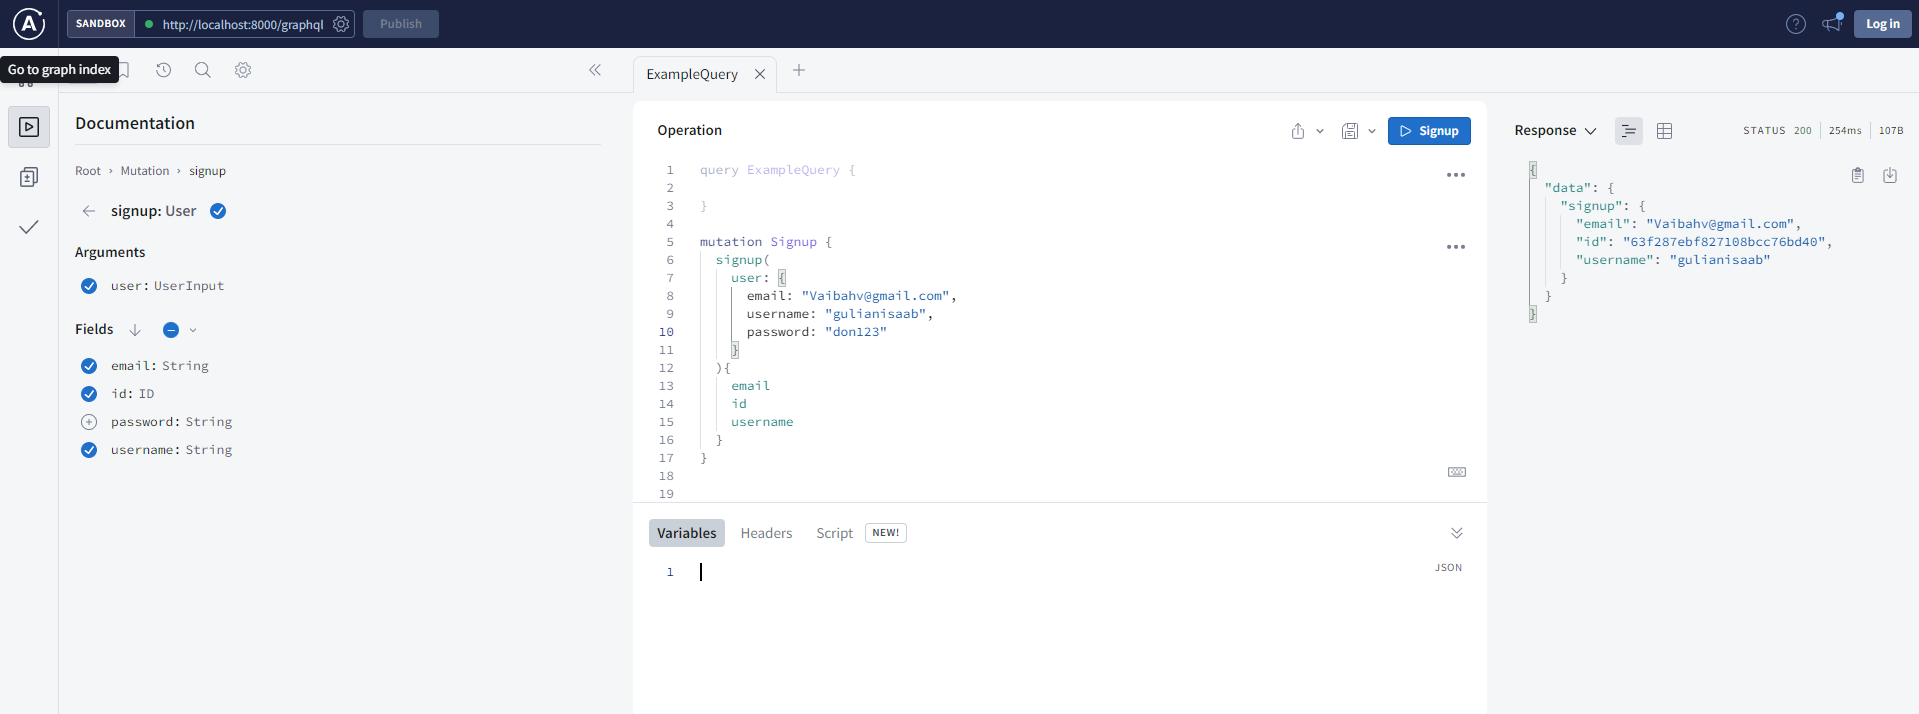 SANDBOX http://localhost:8000/graphql Publish Log in
Go to graph index
Documentation
Root › Mutation › signup
signup: User
Arguments
user: UserInput
Fields
email: String
id: ID
password: String
username: String
ExampleQuery
Operation
Signup
1 query ExampleQuery {
2
3 }
4
5 mutation Signup {
6 signup(
7 user: {
8 email: "Vaibahv@gmail.com",
9 username: "gulianisaab",
10 password: "don123"
11 }
12 ){
13 email
14 id
15 username
16 }
17 }
18
19
Variables Headers Script NEW!
1
JSON
Response STATUS 200 254ms 107B
{
"data": {
"signup": {
"email": "Vaibahv@gmail.com",
"id": "63f287ebf827108bcc76bd40",
"username": "gulianisaab"
}
}
}